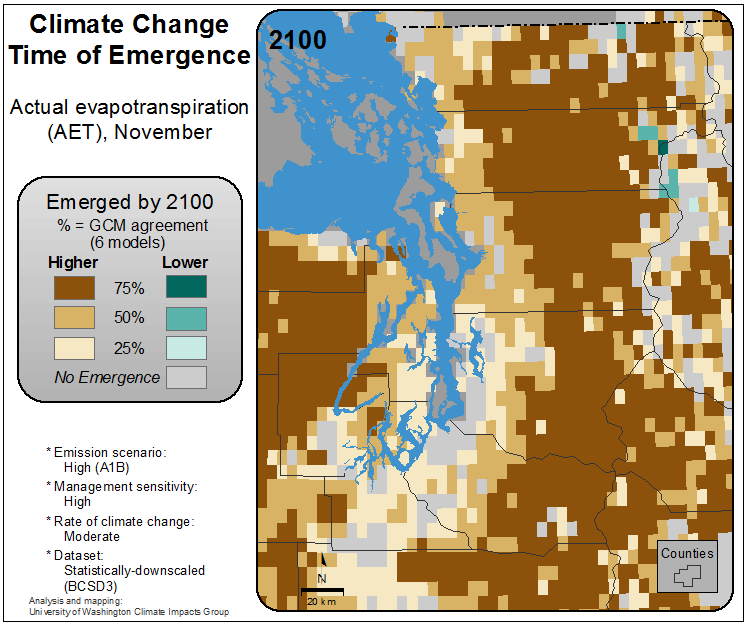 Climate Change
Time of Emergence
Actual evapotranspiration
(AET), November
Emerged by 2100
% = GCM agreement
(6 models)
Higher Lower
75%
50%
25%
No Emergence
* Emission scenario:
High (A1B)
* Management sensitivity:
High
* Rate of climate change:
Moderate
* Dataset:
Statistically-downscaled
(BCSD3)
Analysis and mapping:
University of Washington Climate Impacts Group
2100
N
20 km
Counties